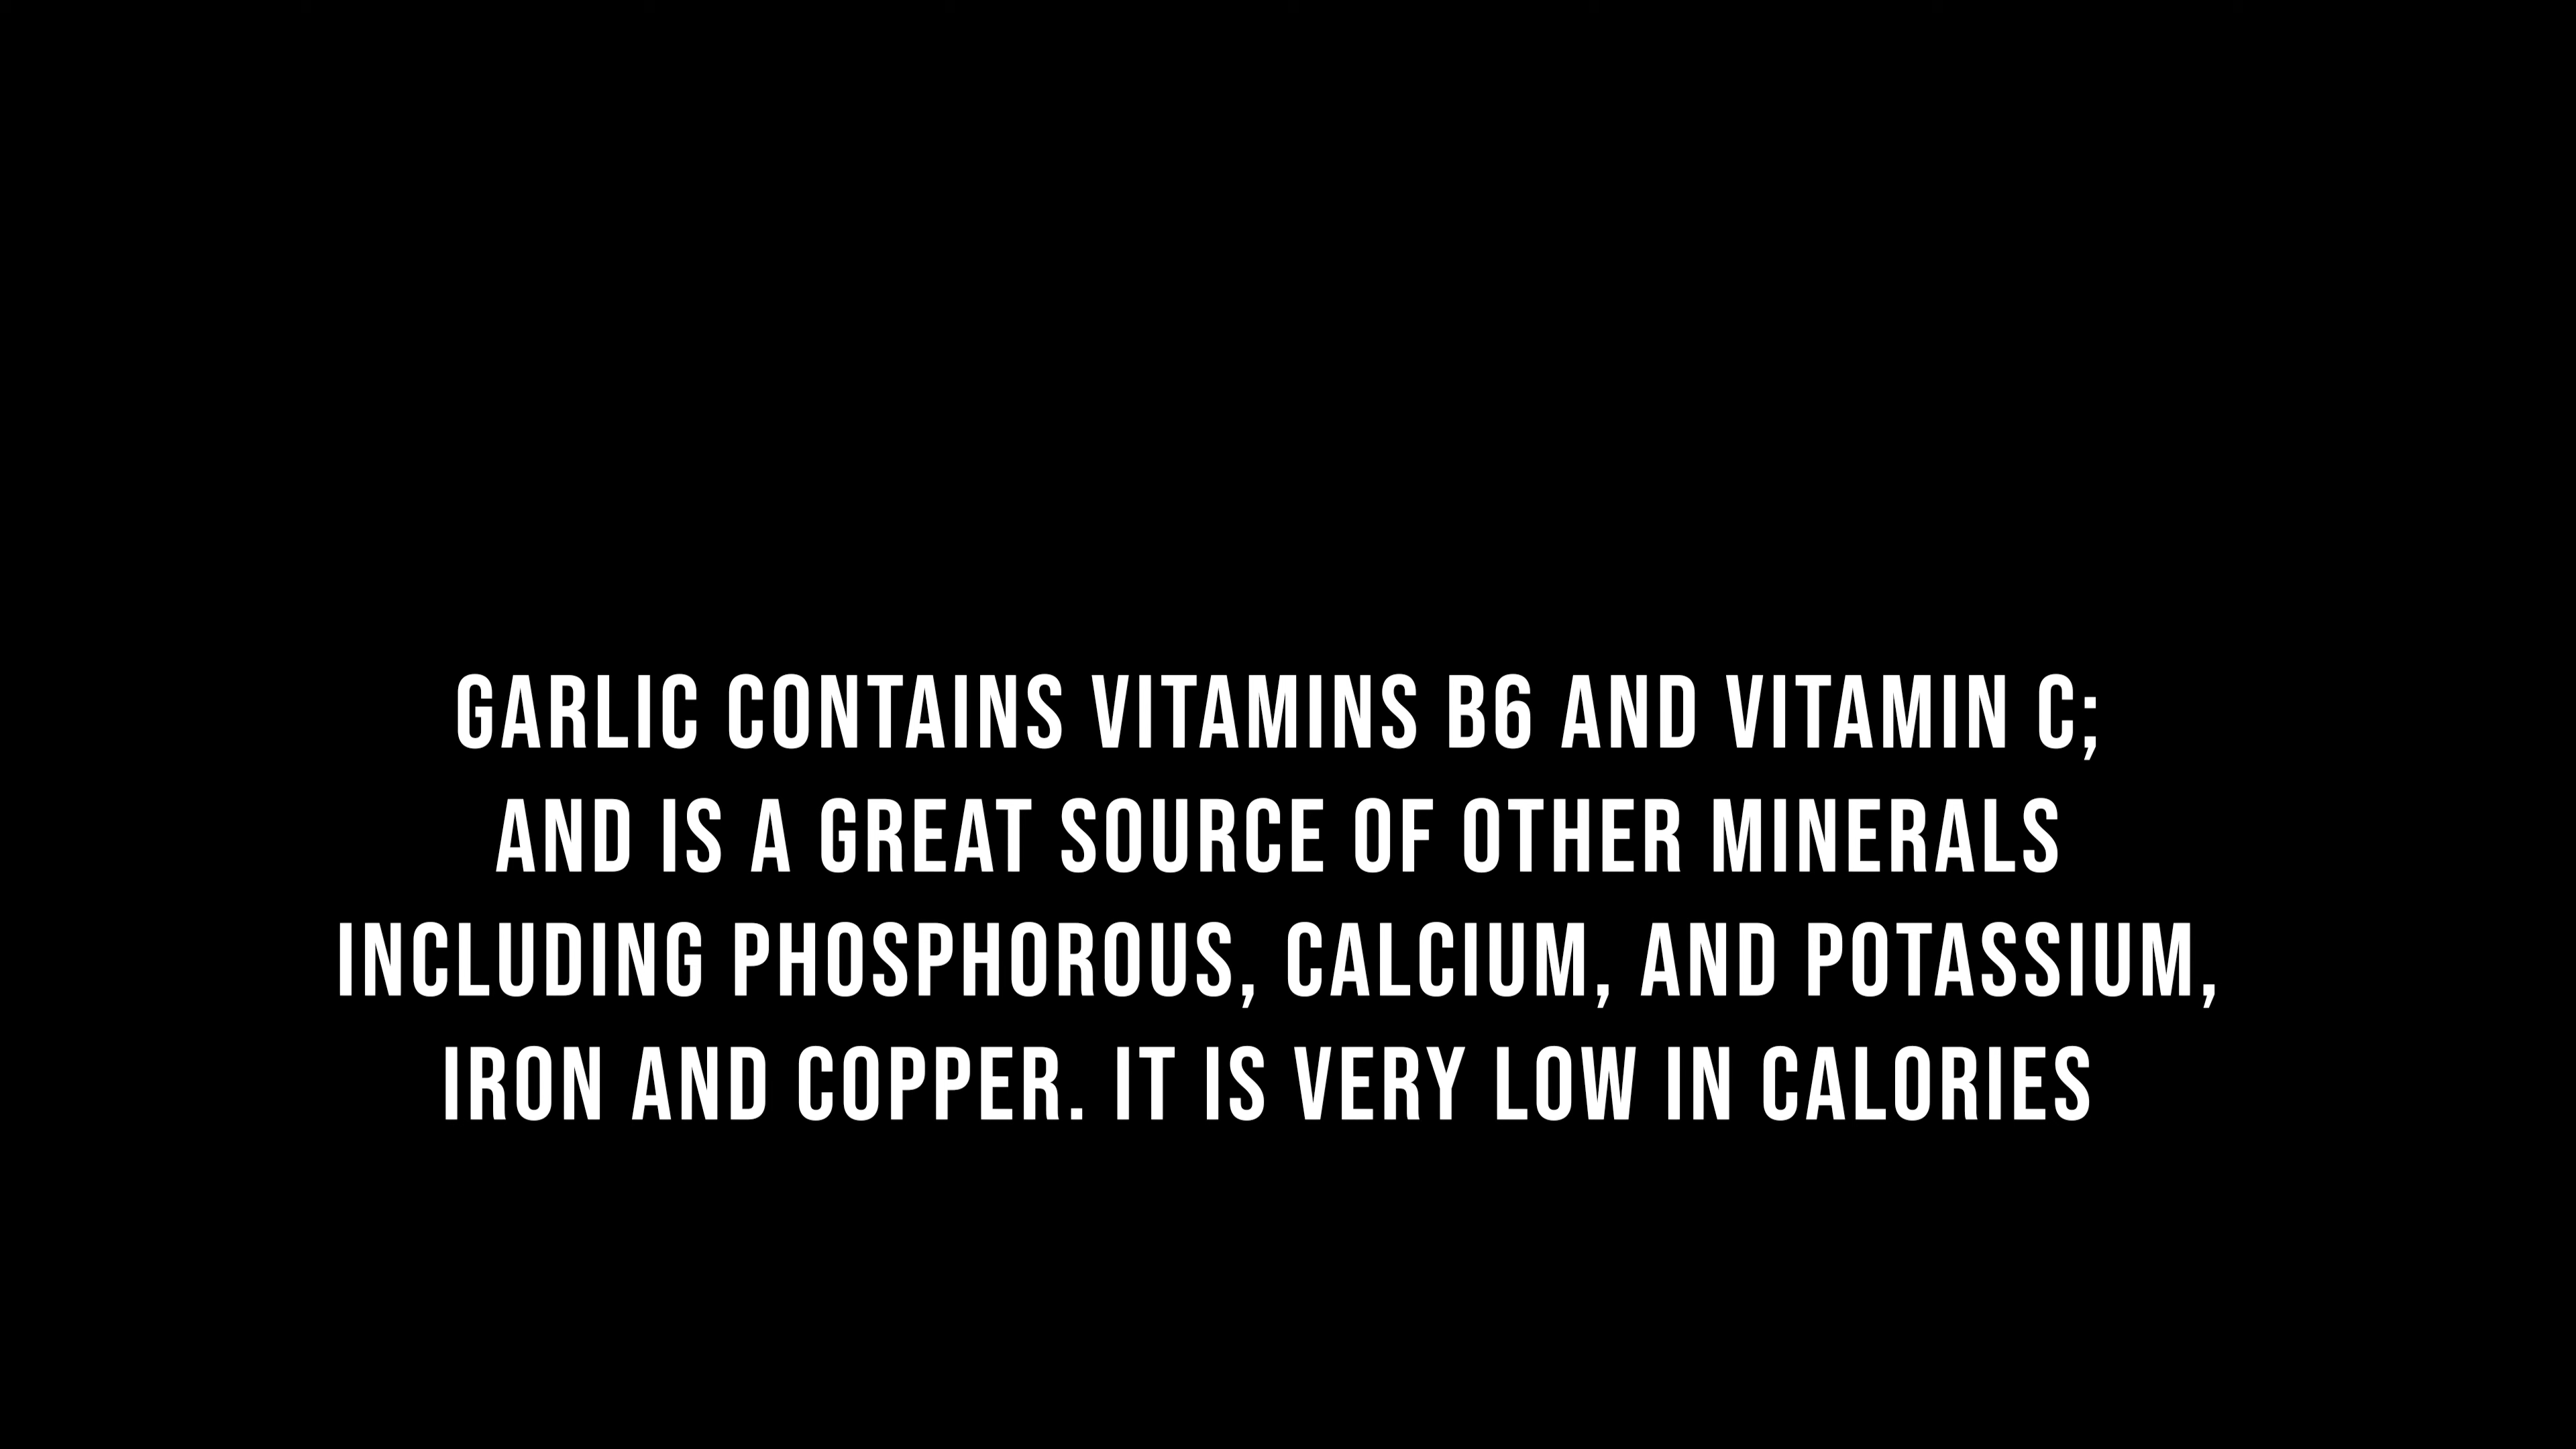 GARLIC CONTAINS VITAMINS B6 AND VITAMIN C;
AND IS A GREAT SOURCE OF OTHER MINERALS
INCLUDING PHOSPHOROUS, CALCIUM, AND POTASSIUM,
IRON AND COPPER. IT IS VERY LOW IN CALORIES